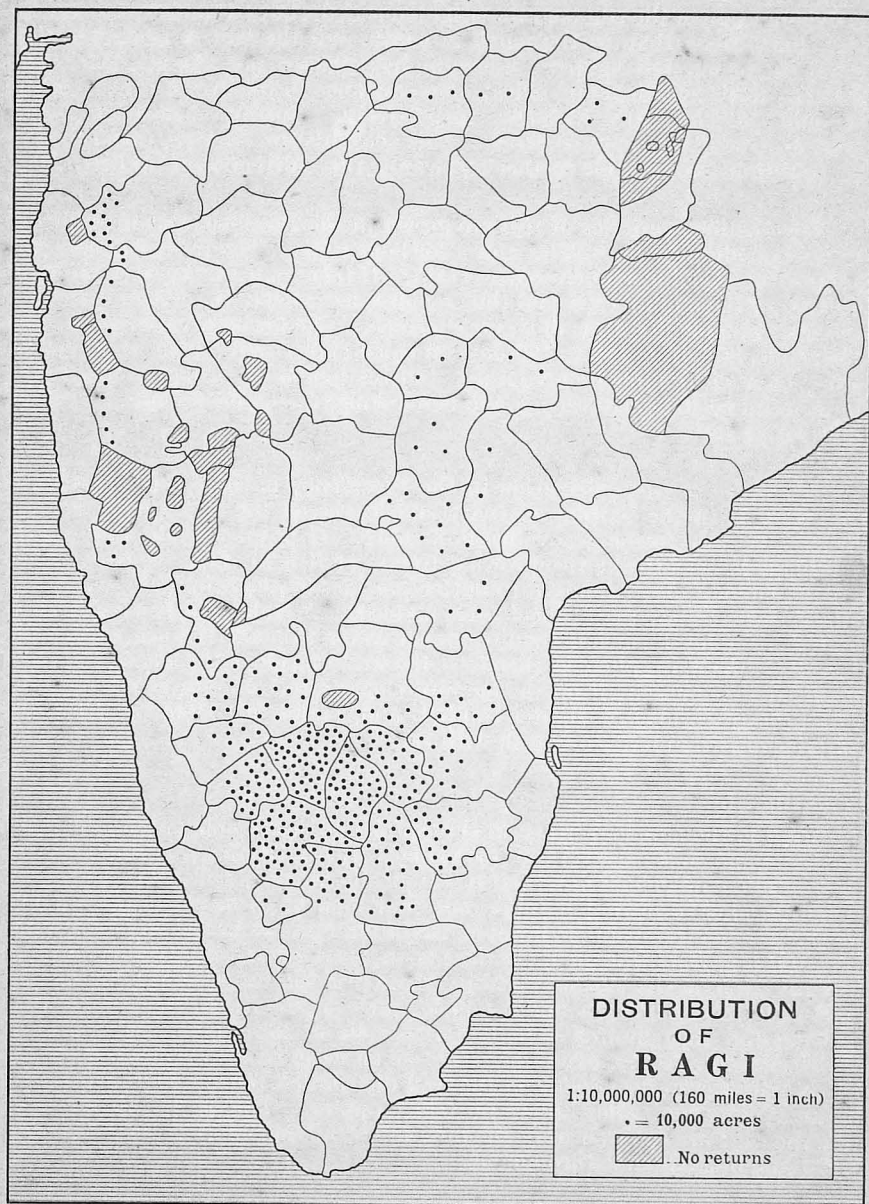 DISTRIBUTION
OF
RAGI
1:10,000,000 (160 miles = 1 inch)
• = 10,000 acres
No returns